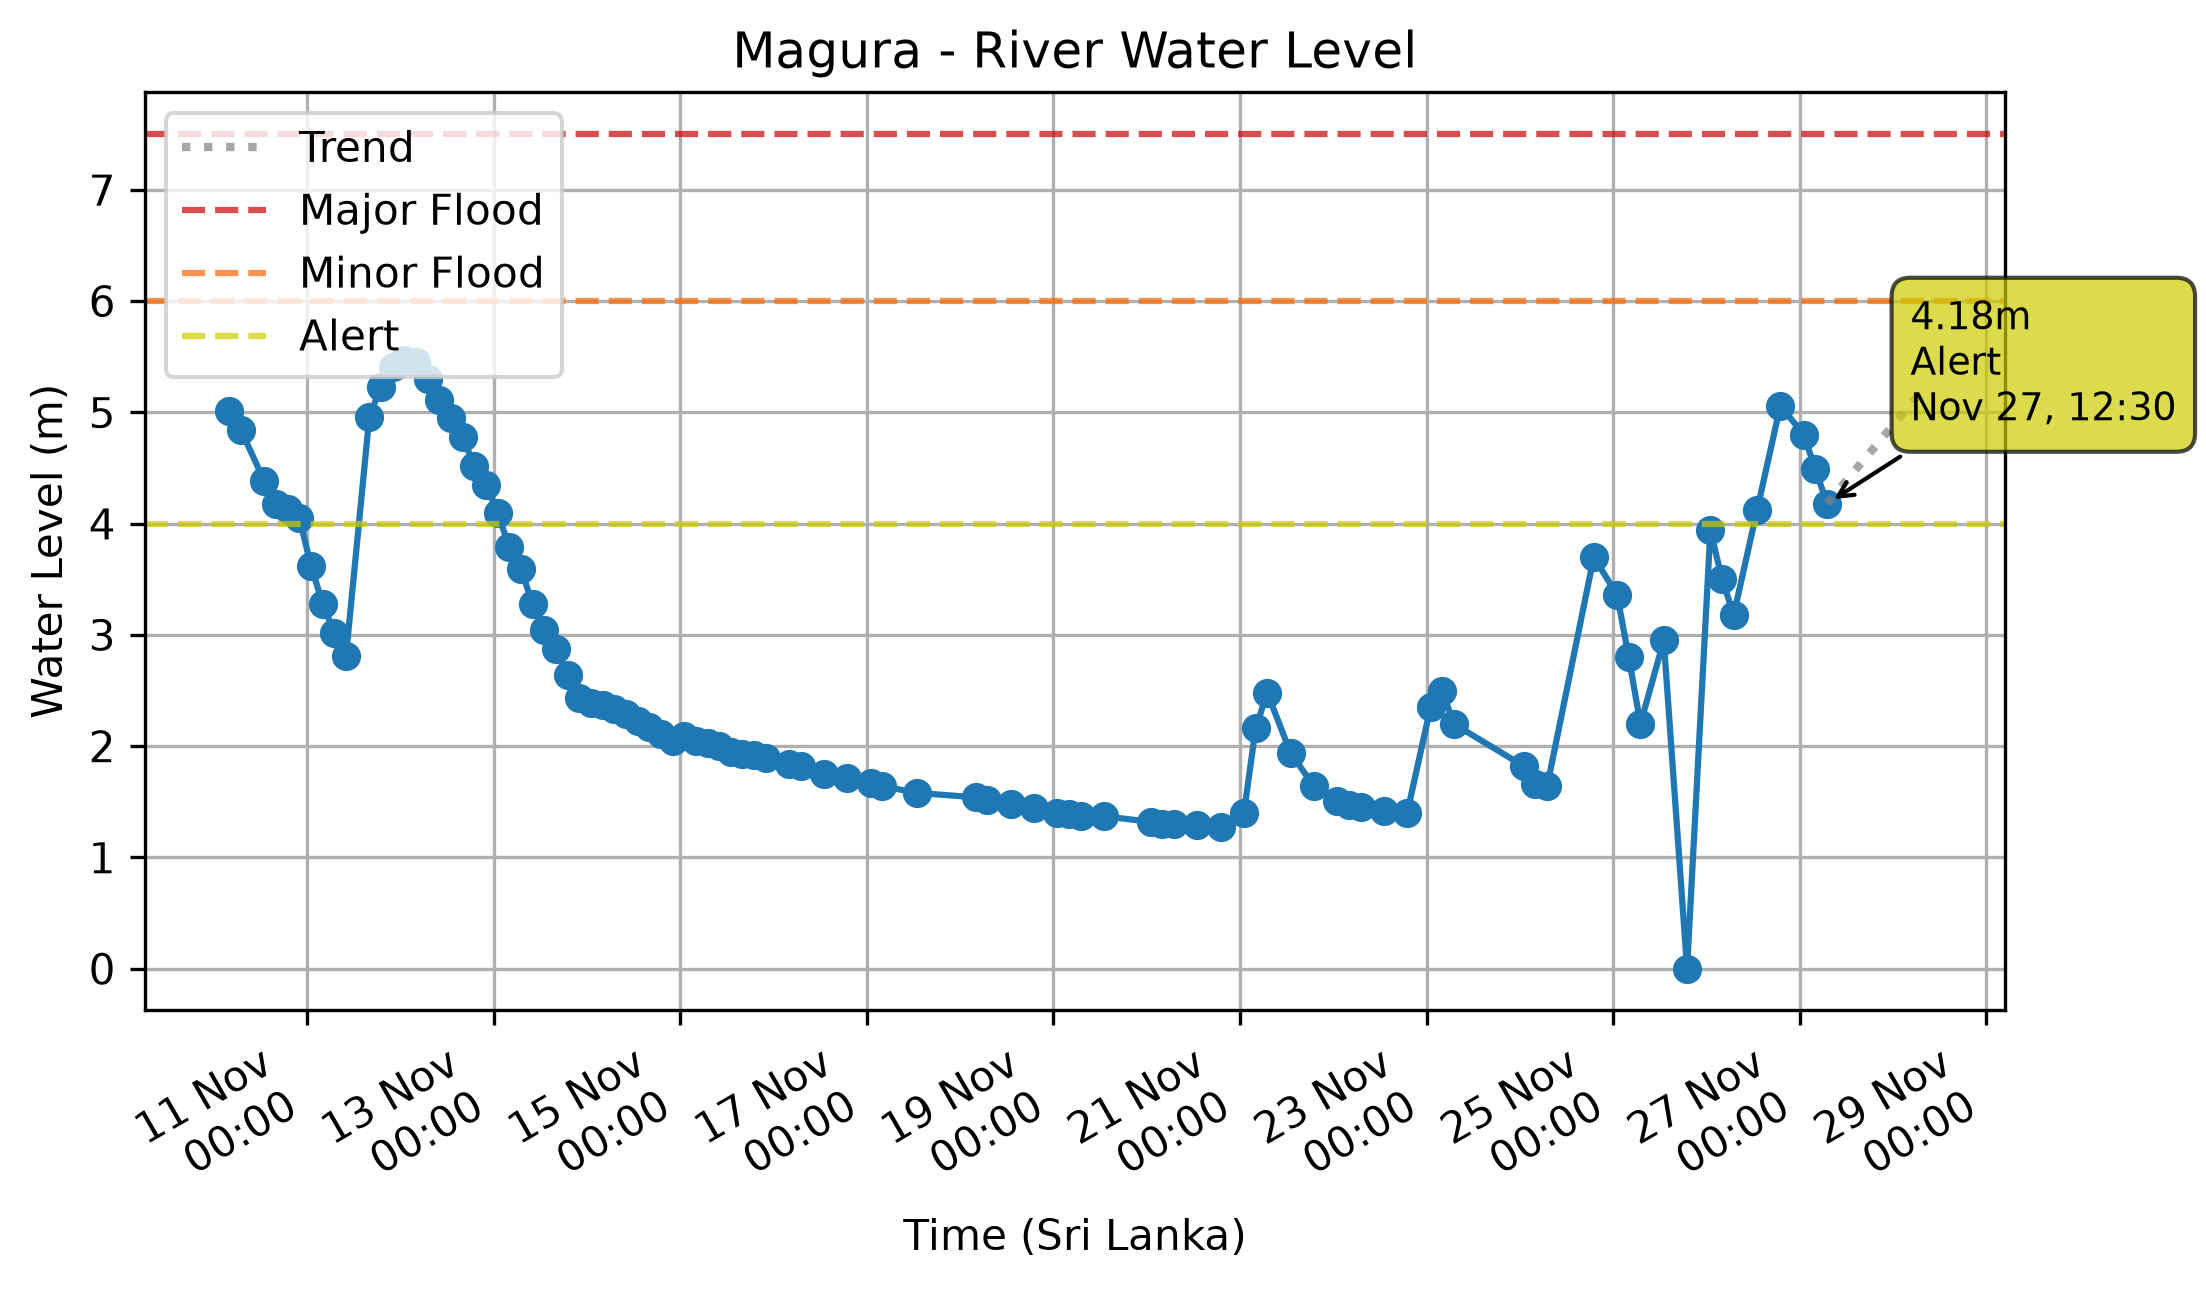 Magura - River Water Level
Trend
Major Flood
Minor Flood
Alert
4.18m
Alert
Nov 27, 12:30
Water Level (m)
7
6
5
4
3
2
1
0
11 Nov
00:00
13 Nov
00:00
15 Nov
00:00
17 Nov
00:00
19 Nov
00:00
21 Nov
00:00
23 Nov
00:00
25 Nov
00:00
27 Nov
00:00
29 Nov
00:00
Time (Sri Lanka)